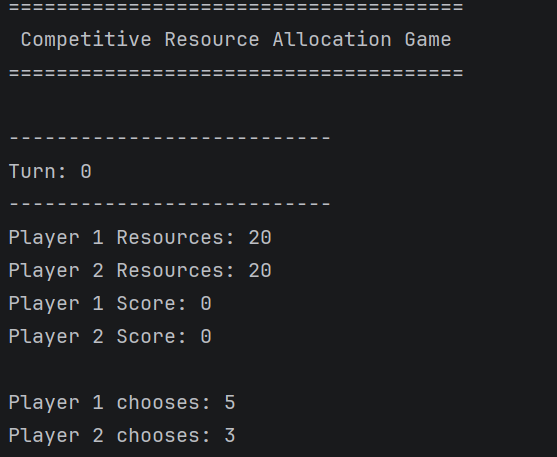 ======================================
Competitive Resource Allocation Game
======================================
---------------------------
Turn: 0
---------------------------
Player 1 Resources: 20
Player 2 Resources: 20
Player 1 Score: 0
Player 2 Score: 0
Player 1 chooses: 5
Player 2 chooses: 3